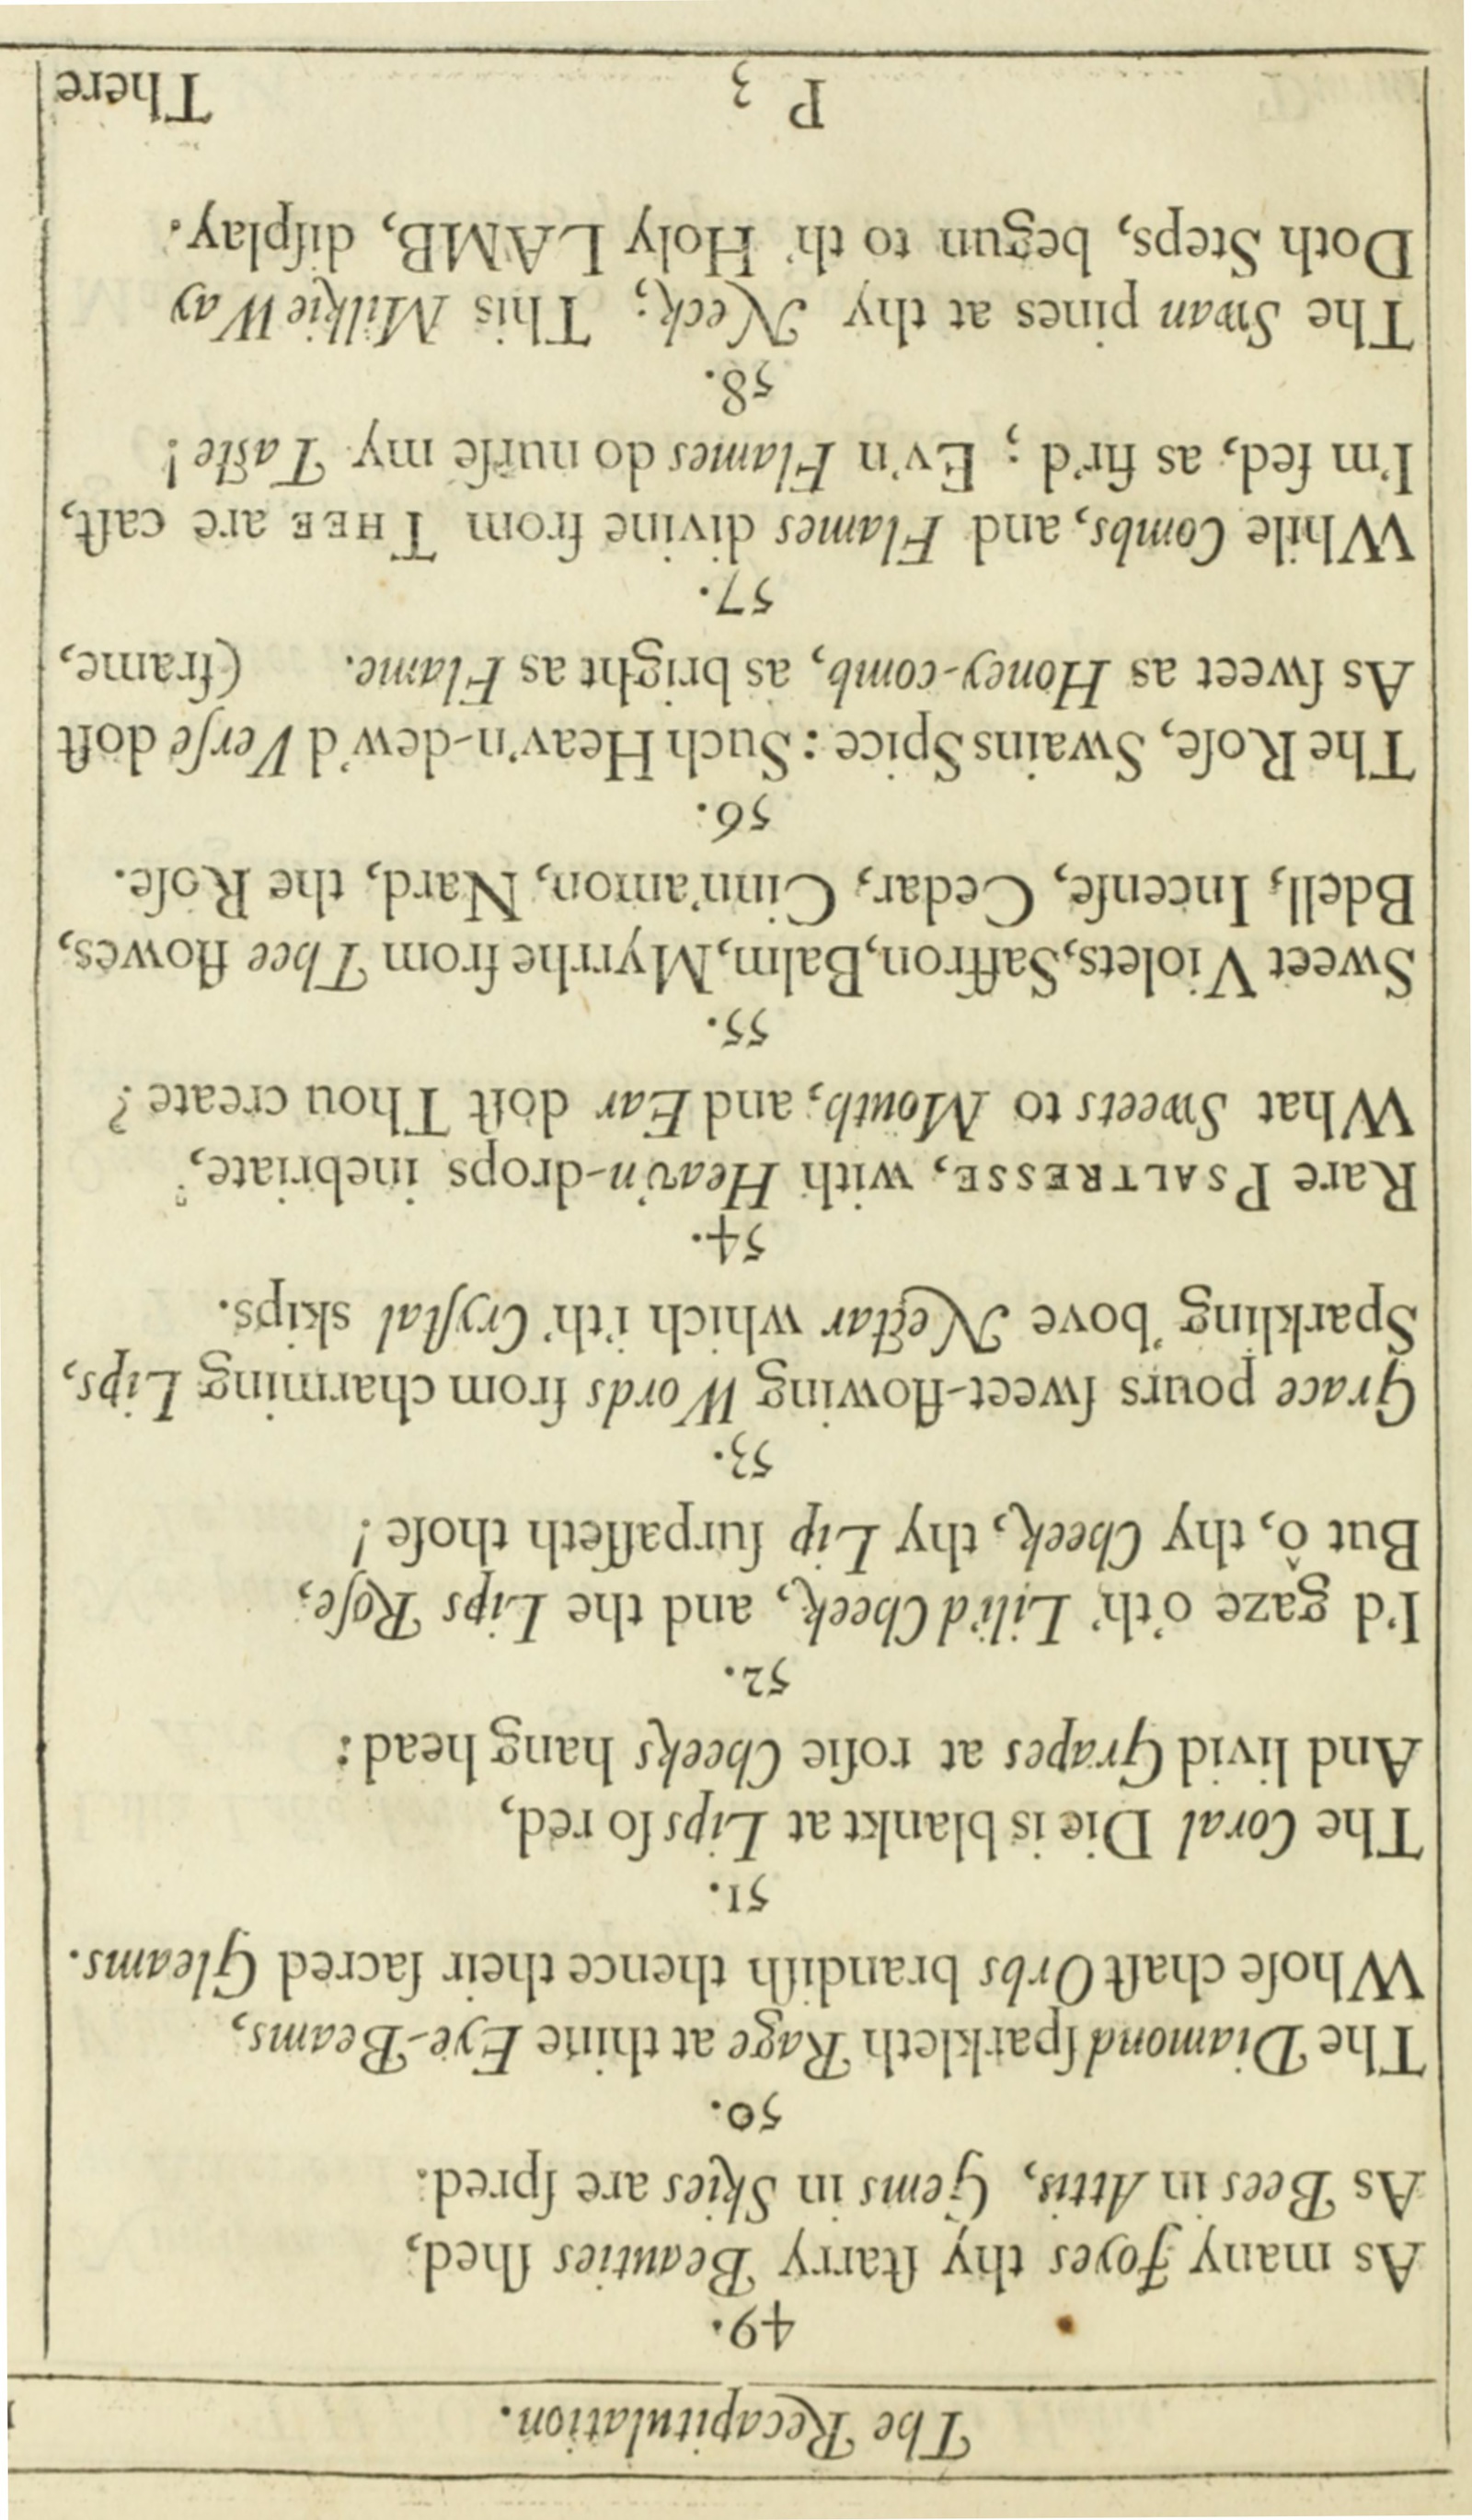 The Recapitulation.
49.
As many Joyes thy ſtarry Beauties ſhed,
As Bees in Attis, Gems in Skies are ſpred.
50.
The Diamond ſparkleth Rage at thine Eye-Beams,
Whoſe chaſt Orbs brandiſh thence their ſacred Gleams.
51.
The Coral Die is blankt at Lips ſo red,
And livid Grapes at roſie Cheeks hang head:
52.
I'd gaze o'th' Lili'd Cheek, and the Lips Roſe,
But ô, thy Cheek, thy Lip ſurpaſſeth thoſe!
53.
Grace pours ſweet-flowing Words from charming Lips,
Sparkling 'bove Nectar which i'th' Cryſtal skips.
54.
Rare PSALTRESSE, with Heav'n-drops inebriate,
What Sweets to Mouth, and Ear doſt Thou create?
55.
Sweet Violets, Saffron, Balm, Myrrhe from Thee flowes,
Bdell, Incenſe, Cedar, Cinn'amon, Nard, the Roſe.
56.
The Roſe, Swains Spice: Such Heav'n-dew'd Verſe doſt
As ſweet as Honey-comb, as bright as Flame. (frame,
57.
While Combs, and Flames divine from THEE are caſt,
I'm fed, as fir'd; Ev'n Flames do nurſe my Taſte!
58.
The Swan pines at thy Neck; This Milkie Way
Doth Steps, begun to th' Holy LAMB, diſplay.
P 3
There